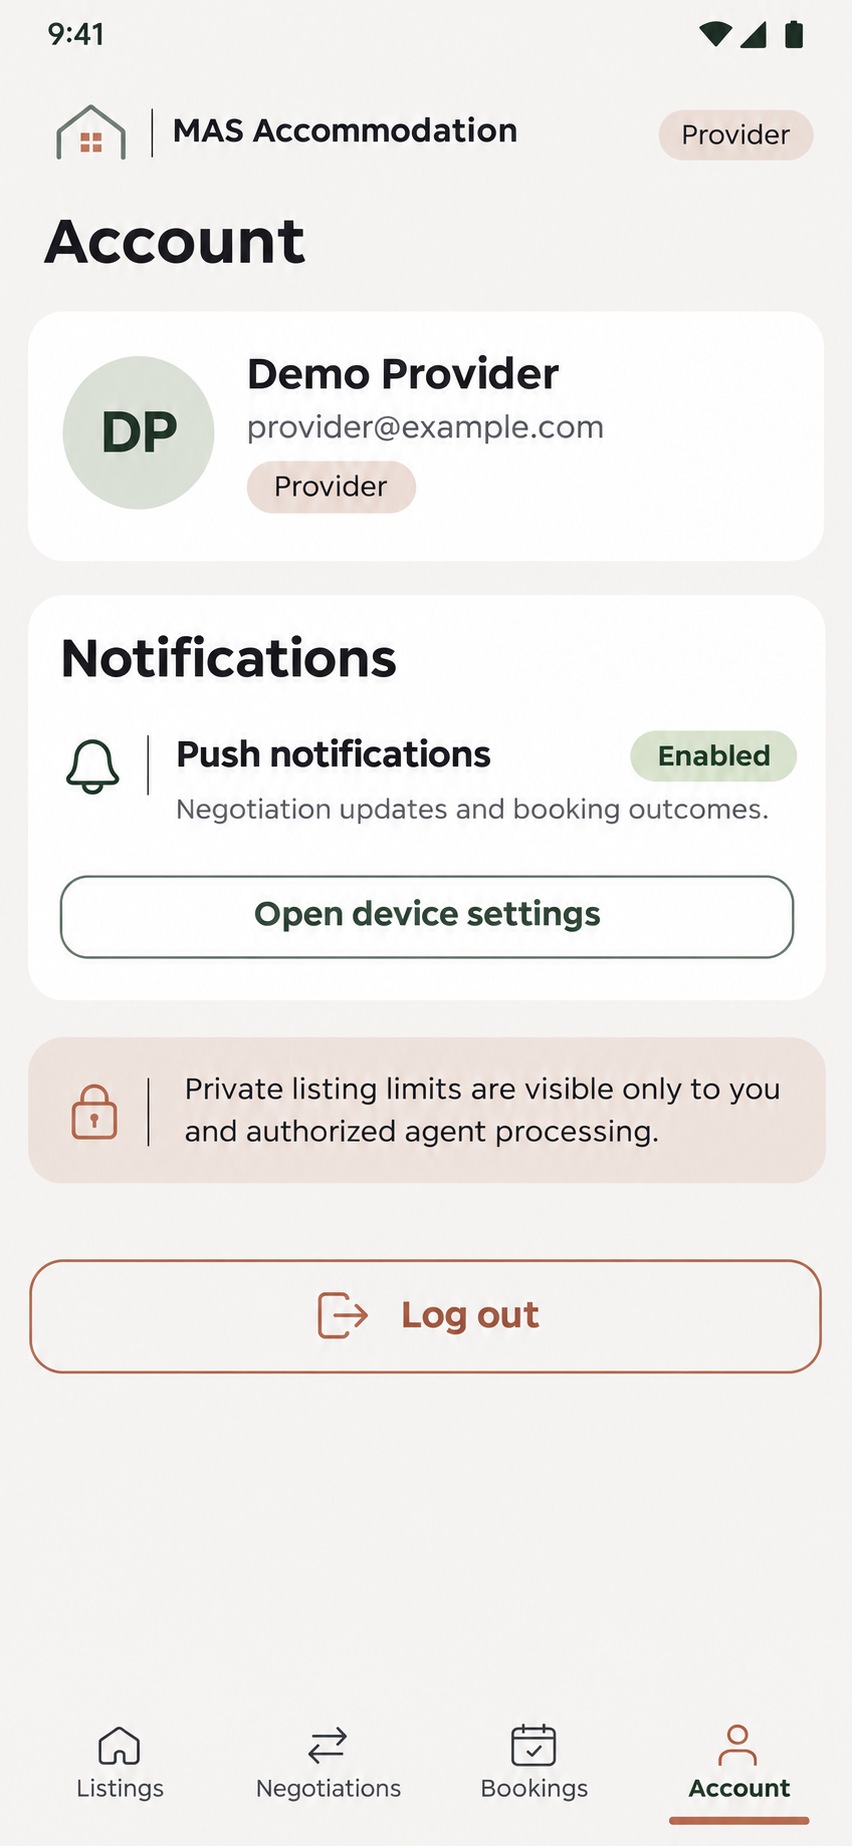 9:41
MAS Accommodation
Provider
Account
DP
Demo Provider
provider@example.com
Provider
Notifications
Push notifications
Enabled
Negotiation updates and booking outcomes.
Open device settings
Private listing limits are visible only to you
and authorized agent processing.
Log out
Listings
Negotiations
Bookings
Account